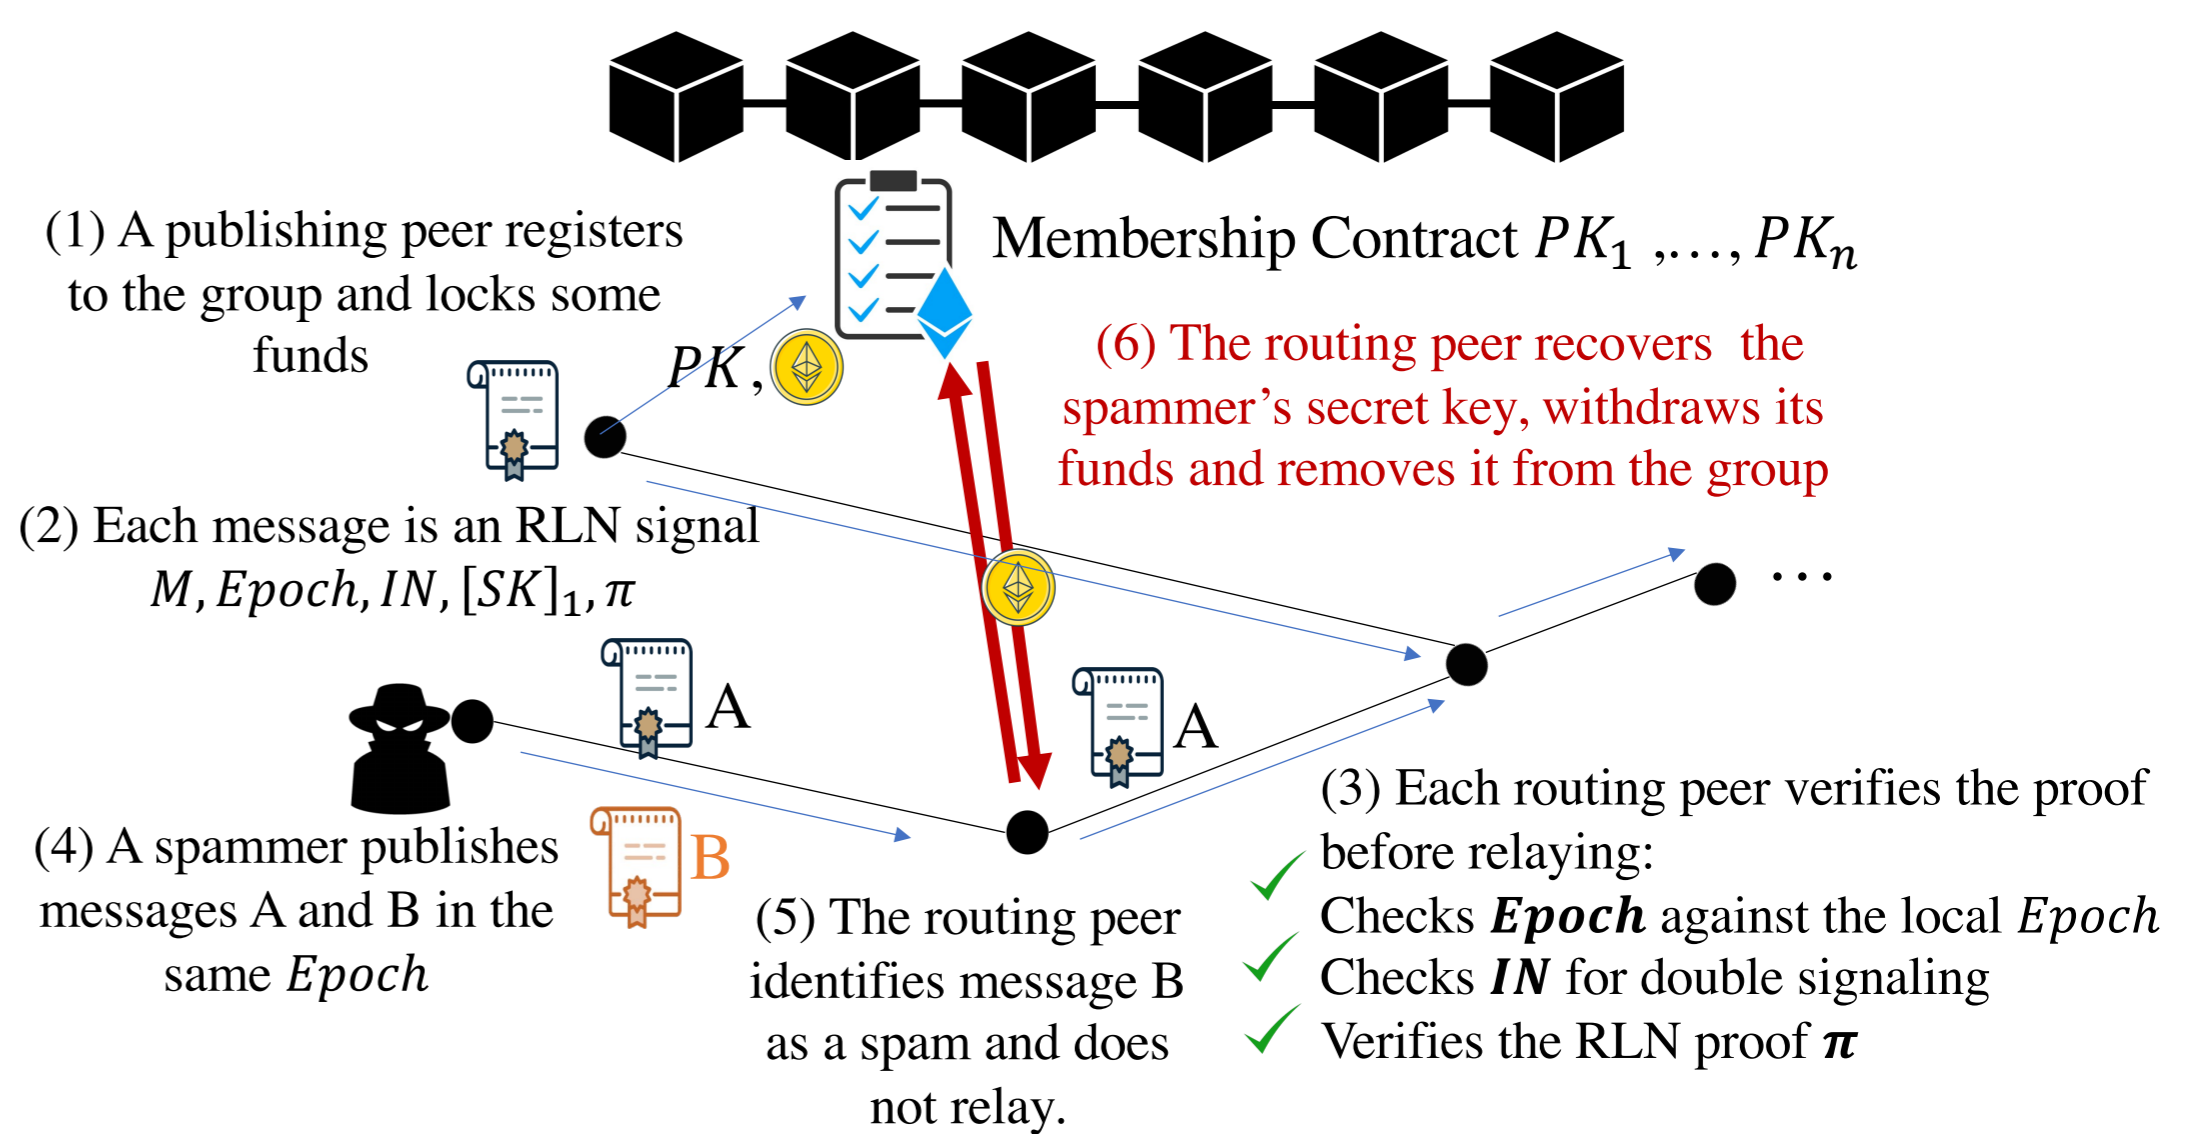 (1) A publishing peer registers
to the group and locks some
funds
Membership Contract PK₁ ,…, PKₙ
PK,
(6) The routing peer recovers the
spammer’s secret key, withdraws its
funds and removes it from the group
(2) Each message is an RLN signal
M, Epoch, IN, [SK]₁, π
…
A
A
B
(4) A spammer publishes
messages A and B in the
same Epoch
(5) The routing peer
identifies message B
as a spam and does
not relay.
(3) Each routing peer verifies the proof
before relaying:
Checks Epoch against the local Epoch
Checks IN for double signaling
Verifies the RLN proof π